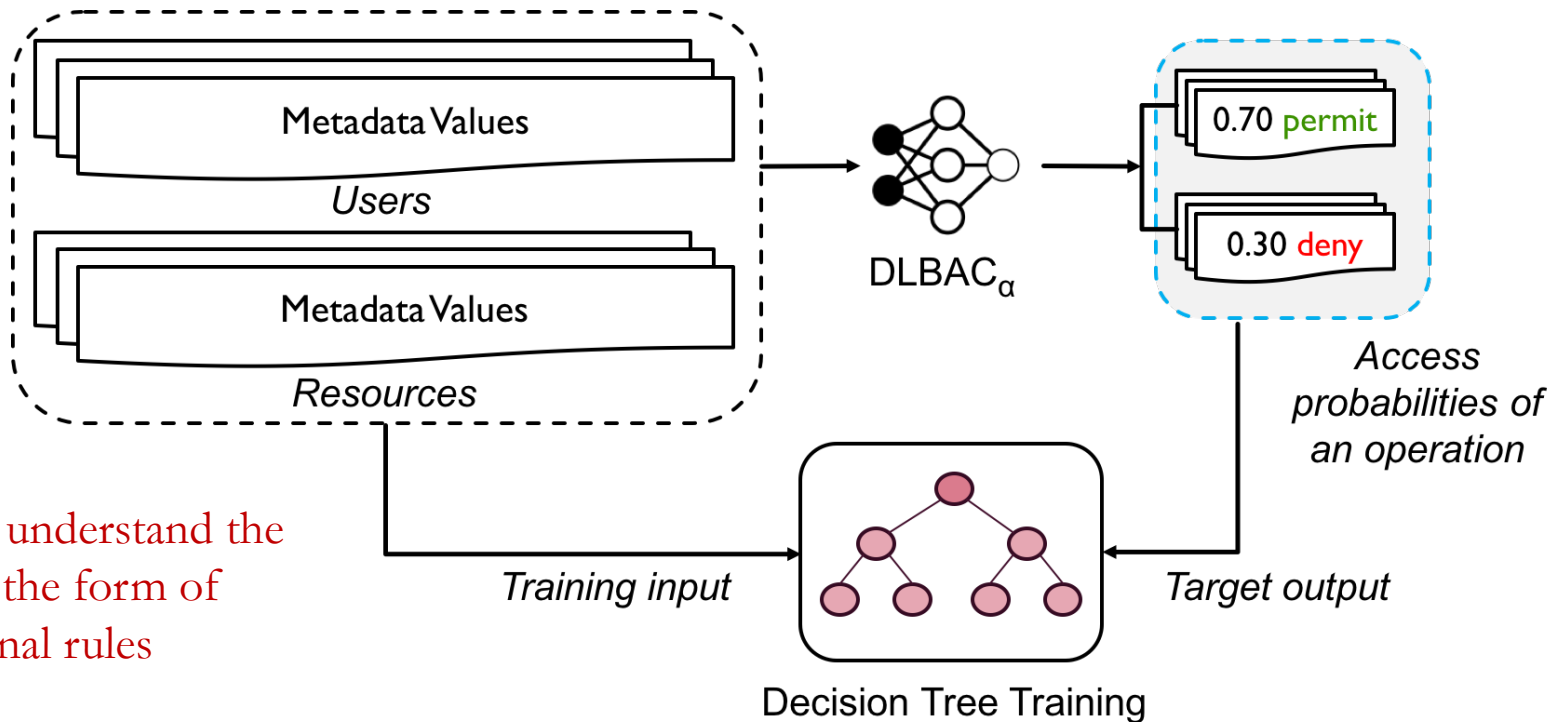 Metadata Values
Users
Metadata Values
Resources
DLBACα
0.70 permit
0.30 deny
Access
probabilities of
an operation
understand the
the form of
nal rules
Training input
Target output
Decision Tree Training